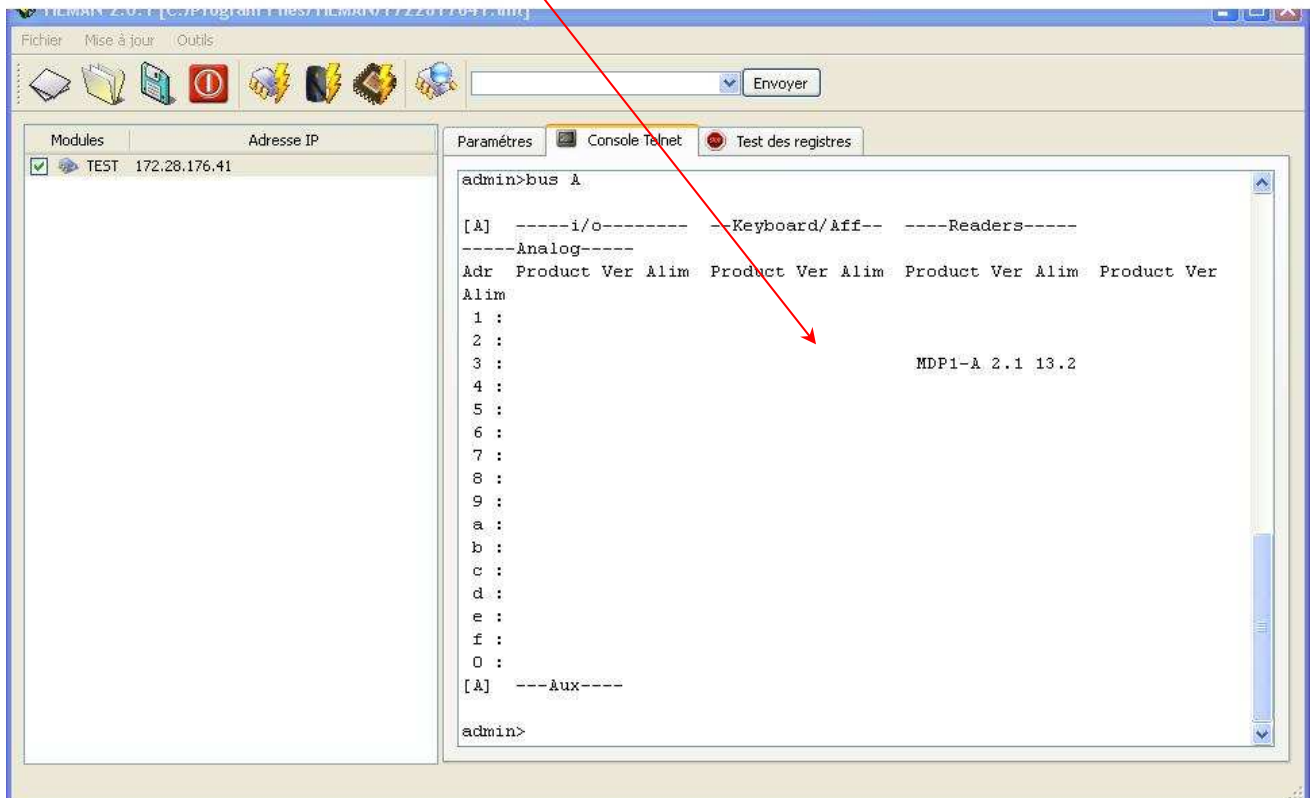 Fichier Mise à jour Outils
Envoyer
Modules Adresse IP
TEST 172.28.176.41
Paramétres Console Telnet Test des registres
admin>bus A
[A] -----i/o-------- --Keyboard/Aff-- ----Readers-----
-----Analog-----
Adr Product Ver Alim Product Ver Alim Product Ver Alim Product Ver
Alim
1 :
2 :
3 : MDP1-A 2.1 13.2
4 :
5 :
6 :
7 :
8 :
9 :
a :
b :
c :
d :
e :
f :
0 :
[A] ---Aux----
admin>